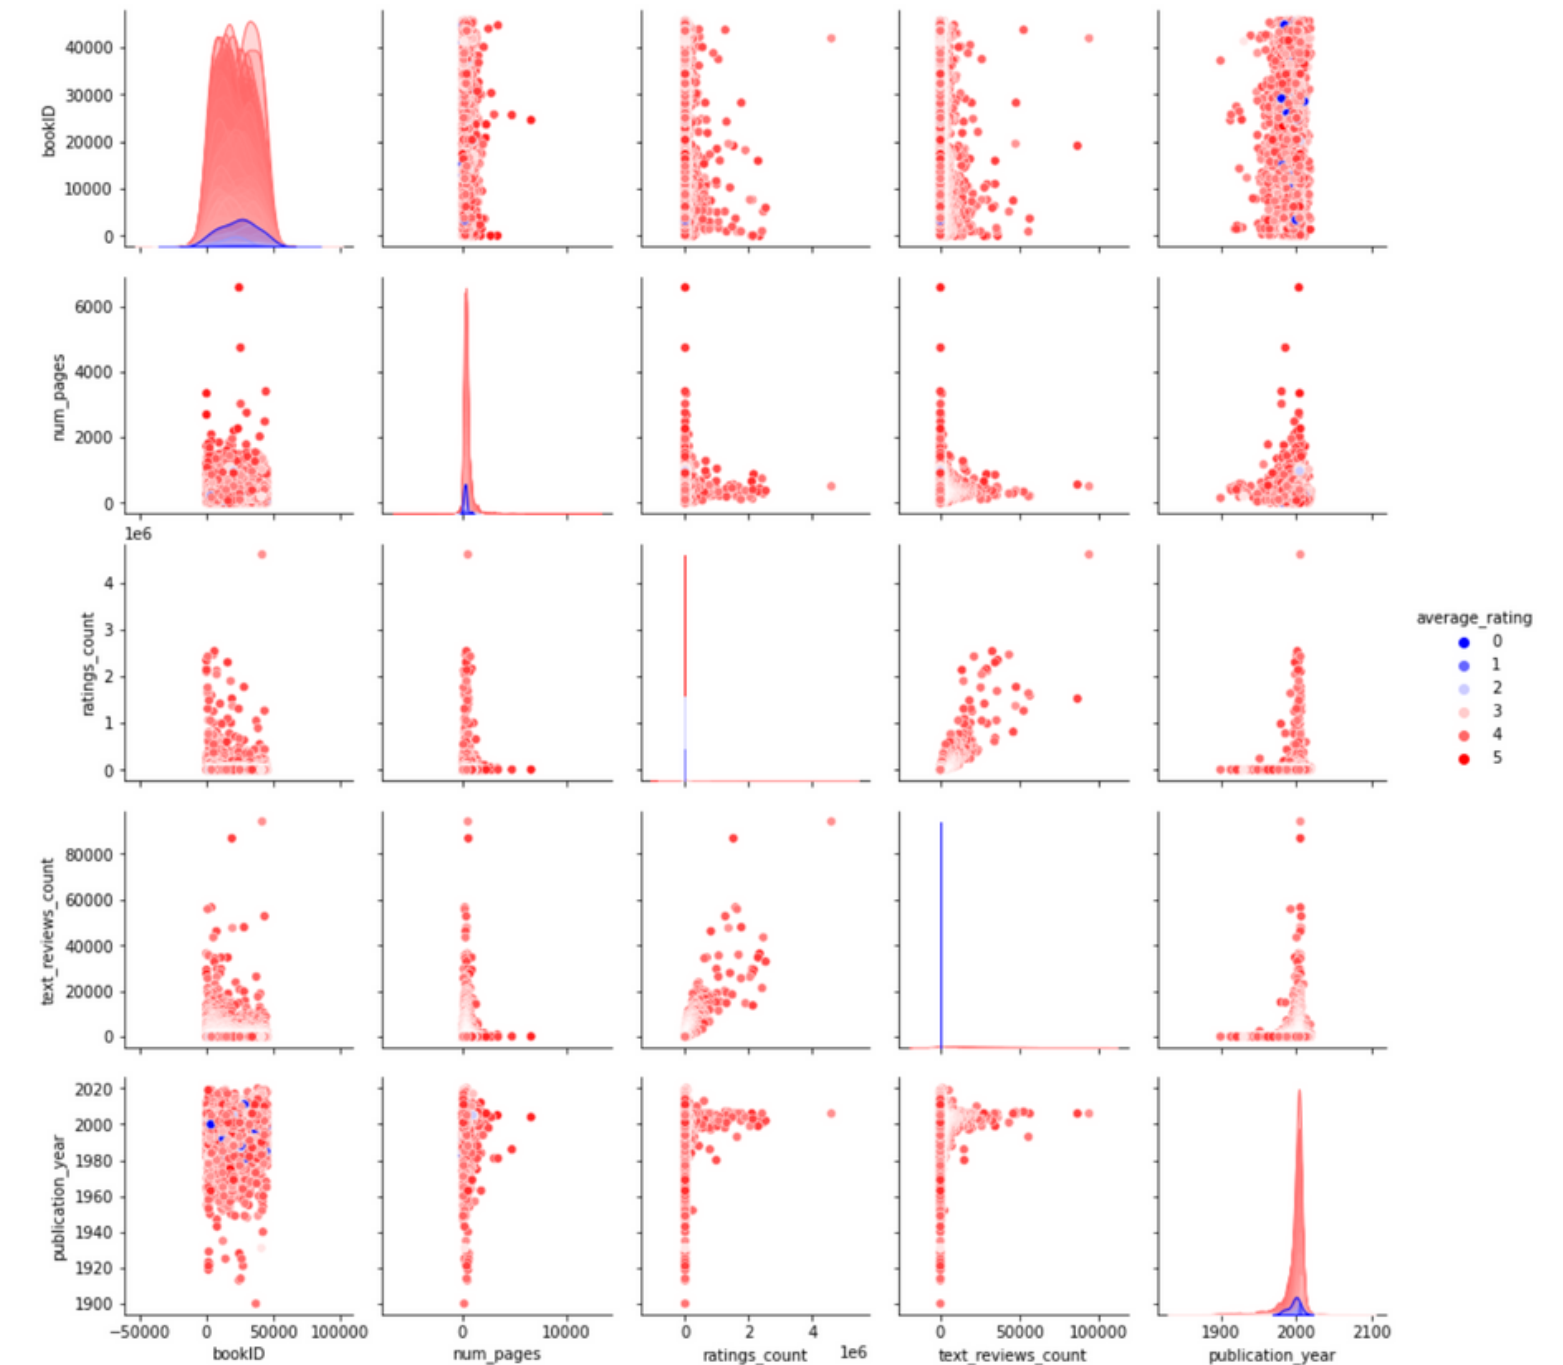 40000
30000
20000
10000
0
bookID
6000
4000
2000
0
num_pages
1e6
4
3
2
1
0
ratings_count
average_rating
0
1
2
3
4
5
80000
60000
40000
20000
0
text_reviews_count
2020
2000
1980
1960
1940
1920
1900
publication_year
−50000 0 50000 100000
bookID
0 10000
num_pages
0 2 4
1e6
ratings_count
0 50000 100000
text_reviews_count
1900 2000 2100
publication_year